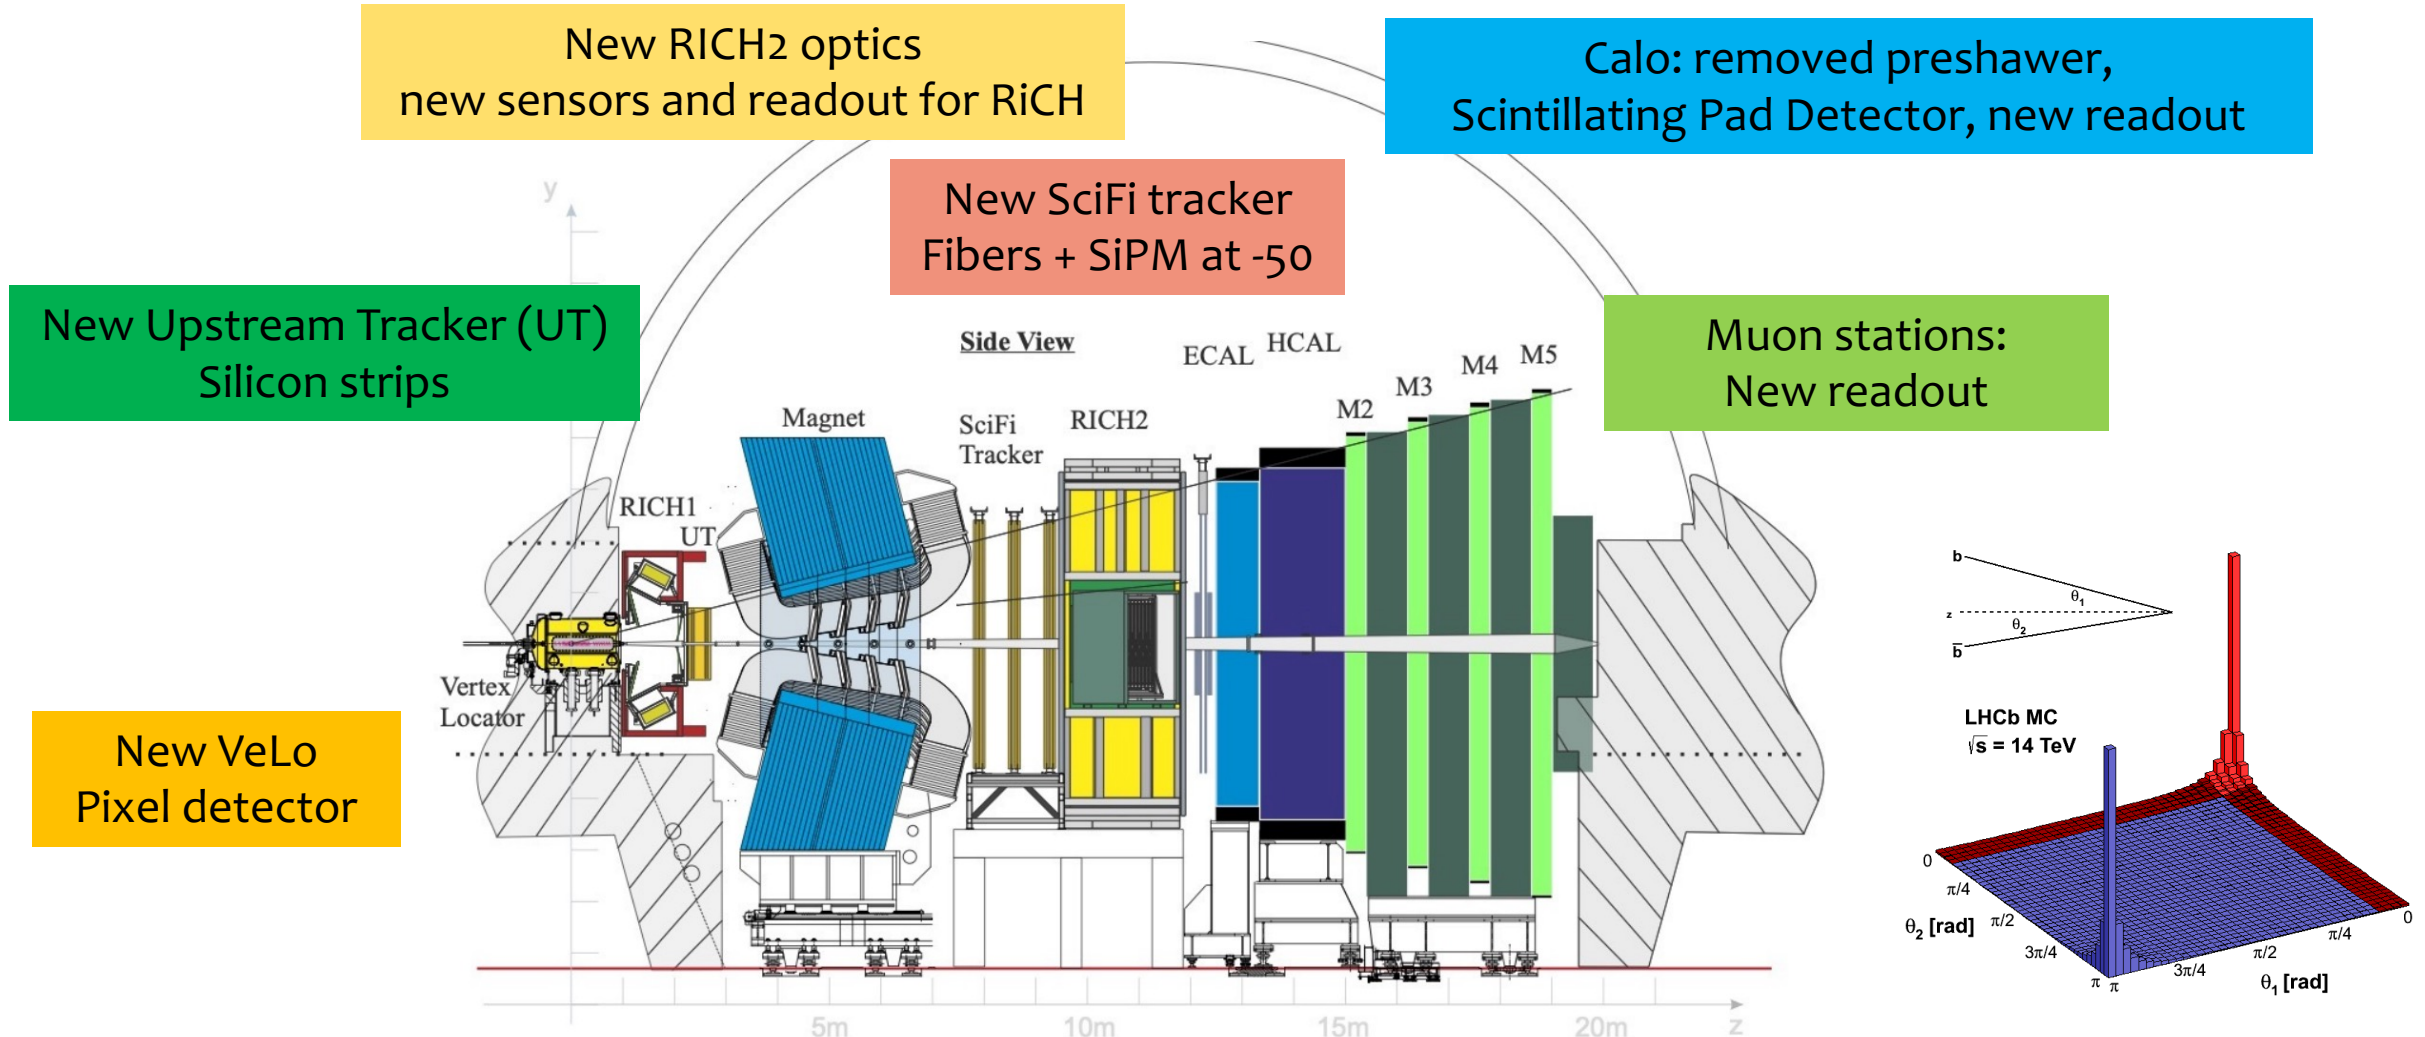 New RICH2 optics
new sensors and readout for RiCH
Calo: removed preshawer,
Scintillating Pad Detector, new readout
New SciFi tracker
Fibers + SiPM at -50
New Upstream Tracker (UT)
Silicon strips
Muon stations:
New readout
New VeLo
Pixel detector
y
Side View
ECAL
HCAL
M2
M3
M4
M5
Magnet
SciFi
Tracker
RICH2
RICH1
UT
Vertex
Locator
5m
10m
15m
20m
z
b
θ1
z
θ2
b̅
LHCb MC
√s = 14 TeV
0
π/4
π/2
3π/4
π
θ2 [rad]
π
3π/4
π/2
π/4
0
θ1 [rad]